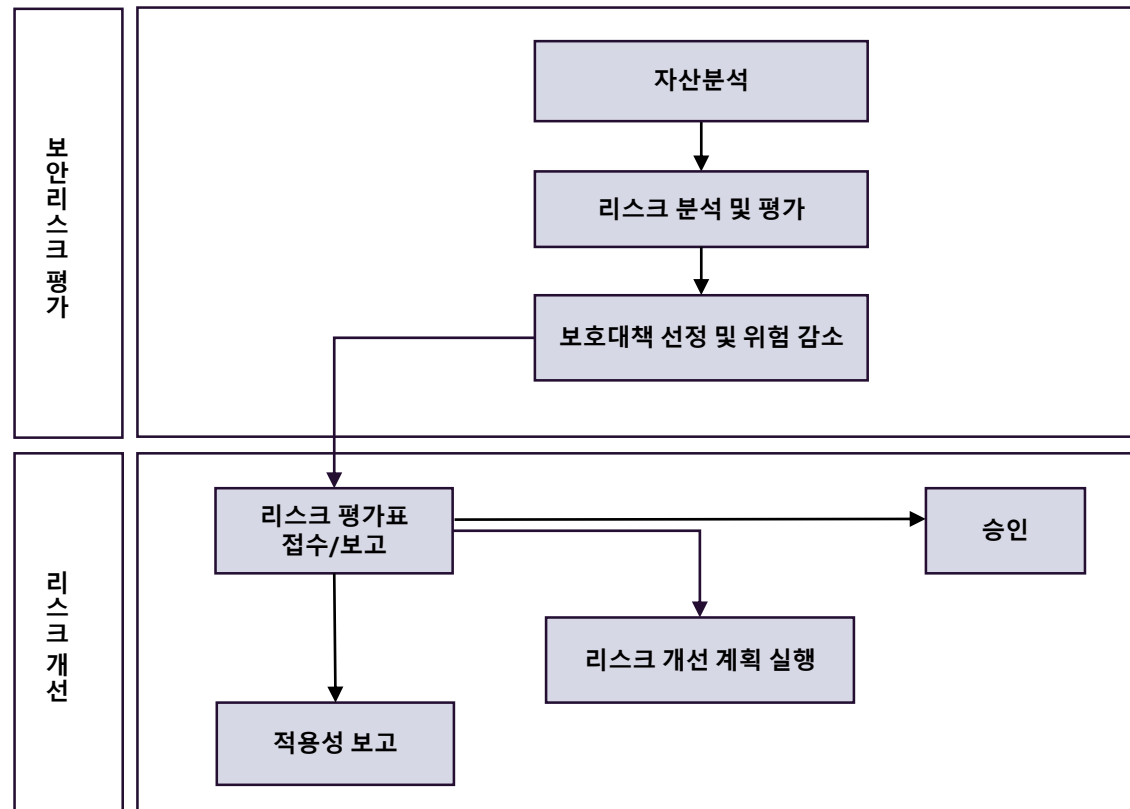 보안리스크 평가
자산분석
리스크 분석 및 평가
보호대책 선정 및 위험 감소
리스크 개선
리스크 평가표
접수/보고
승인
리스크 개선 계획 실행
적용성 보고